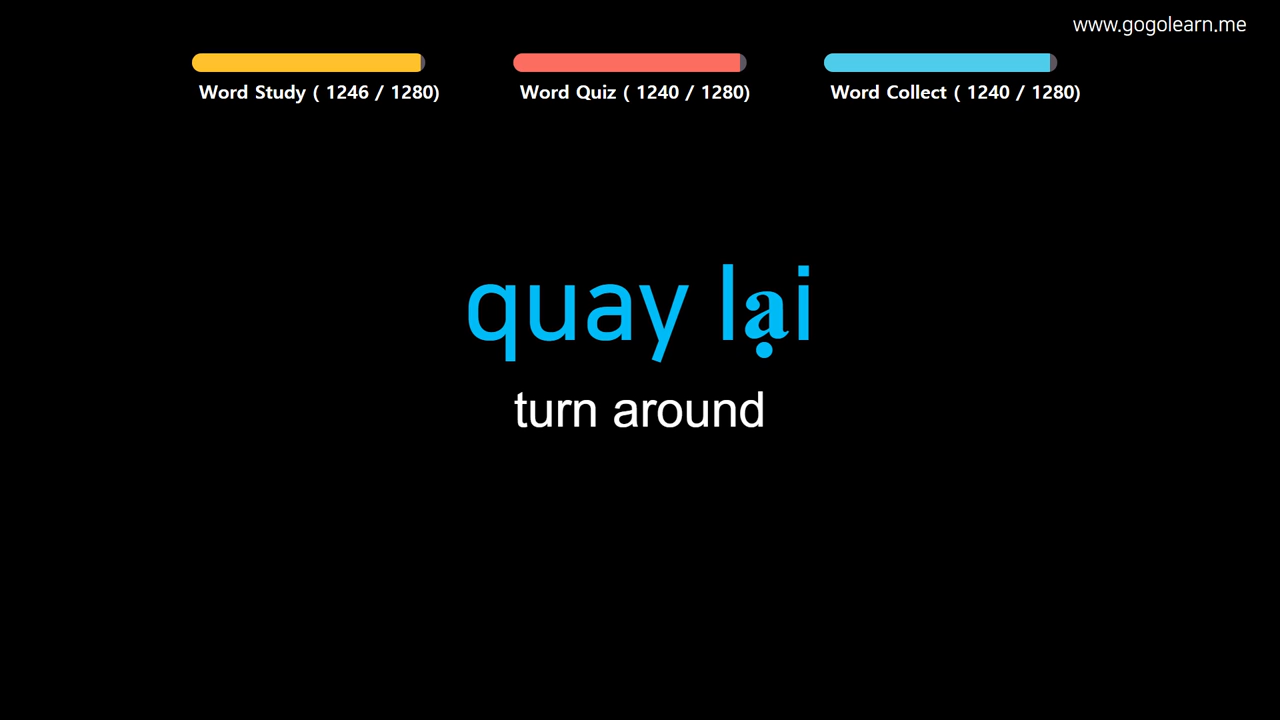 www.gogolearn.me
Word Study ( 1246 / 1280)
Word Quiz ( 1240 / 1280)
Word Collect ( 1240 / 1280)
quay lại
turn around